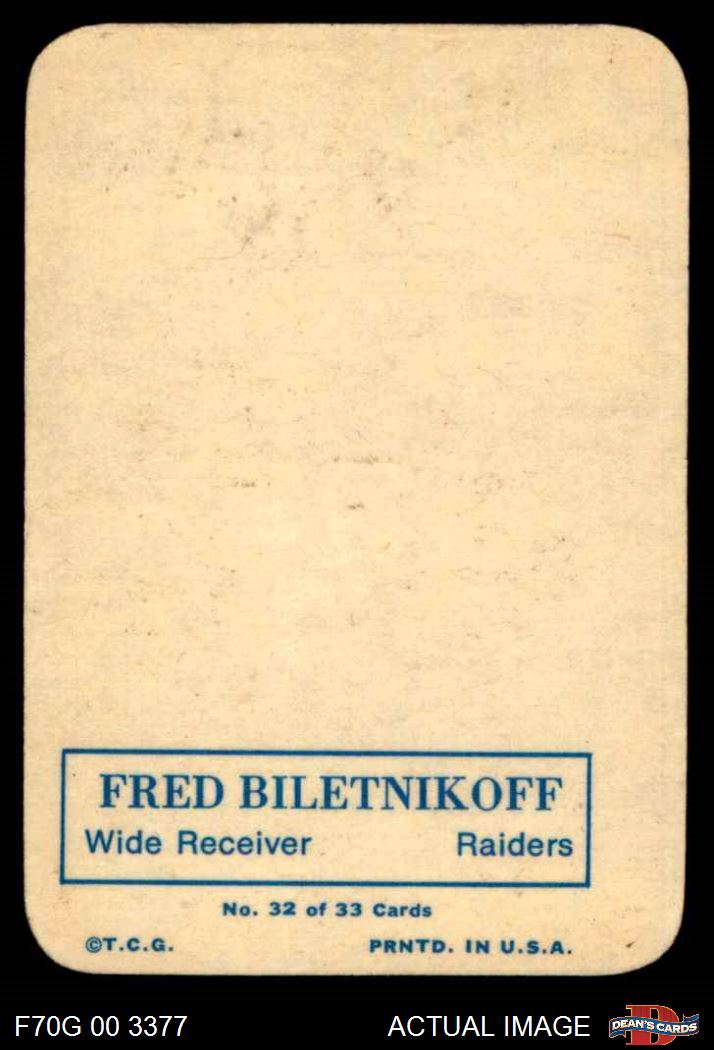 FRED BILETNIKOFF
Wide Receiver Raiders
No. 32 of 33 Cards
©T.C.G. PRNTD. IN U.S.A.
F70G 00 3377 ACTUAL IMAGE D DEAN'S CARDS